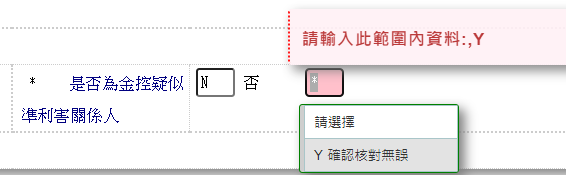 請輸入此範圍內資料:,Y
* 是否為金控疑似 N 否 *
準利害關係人
請選擇
Y 確認核對無誤